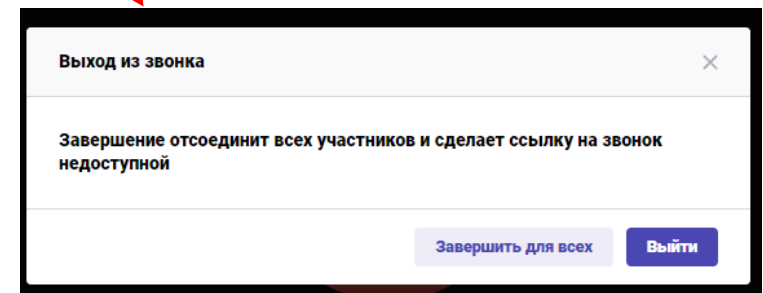 Выход из звонка
Завершение отсоединит всех участников и сделает ссылку на звонок
недоступной
Завершить для всех
Выйти